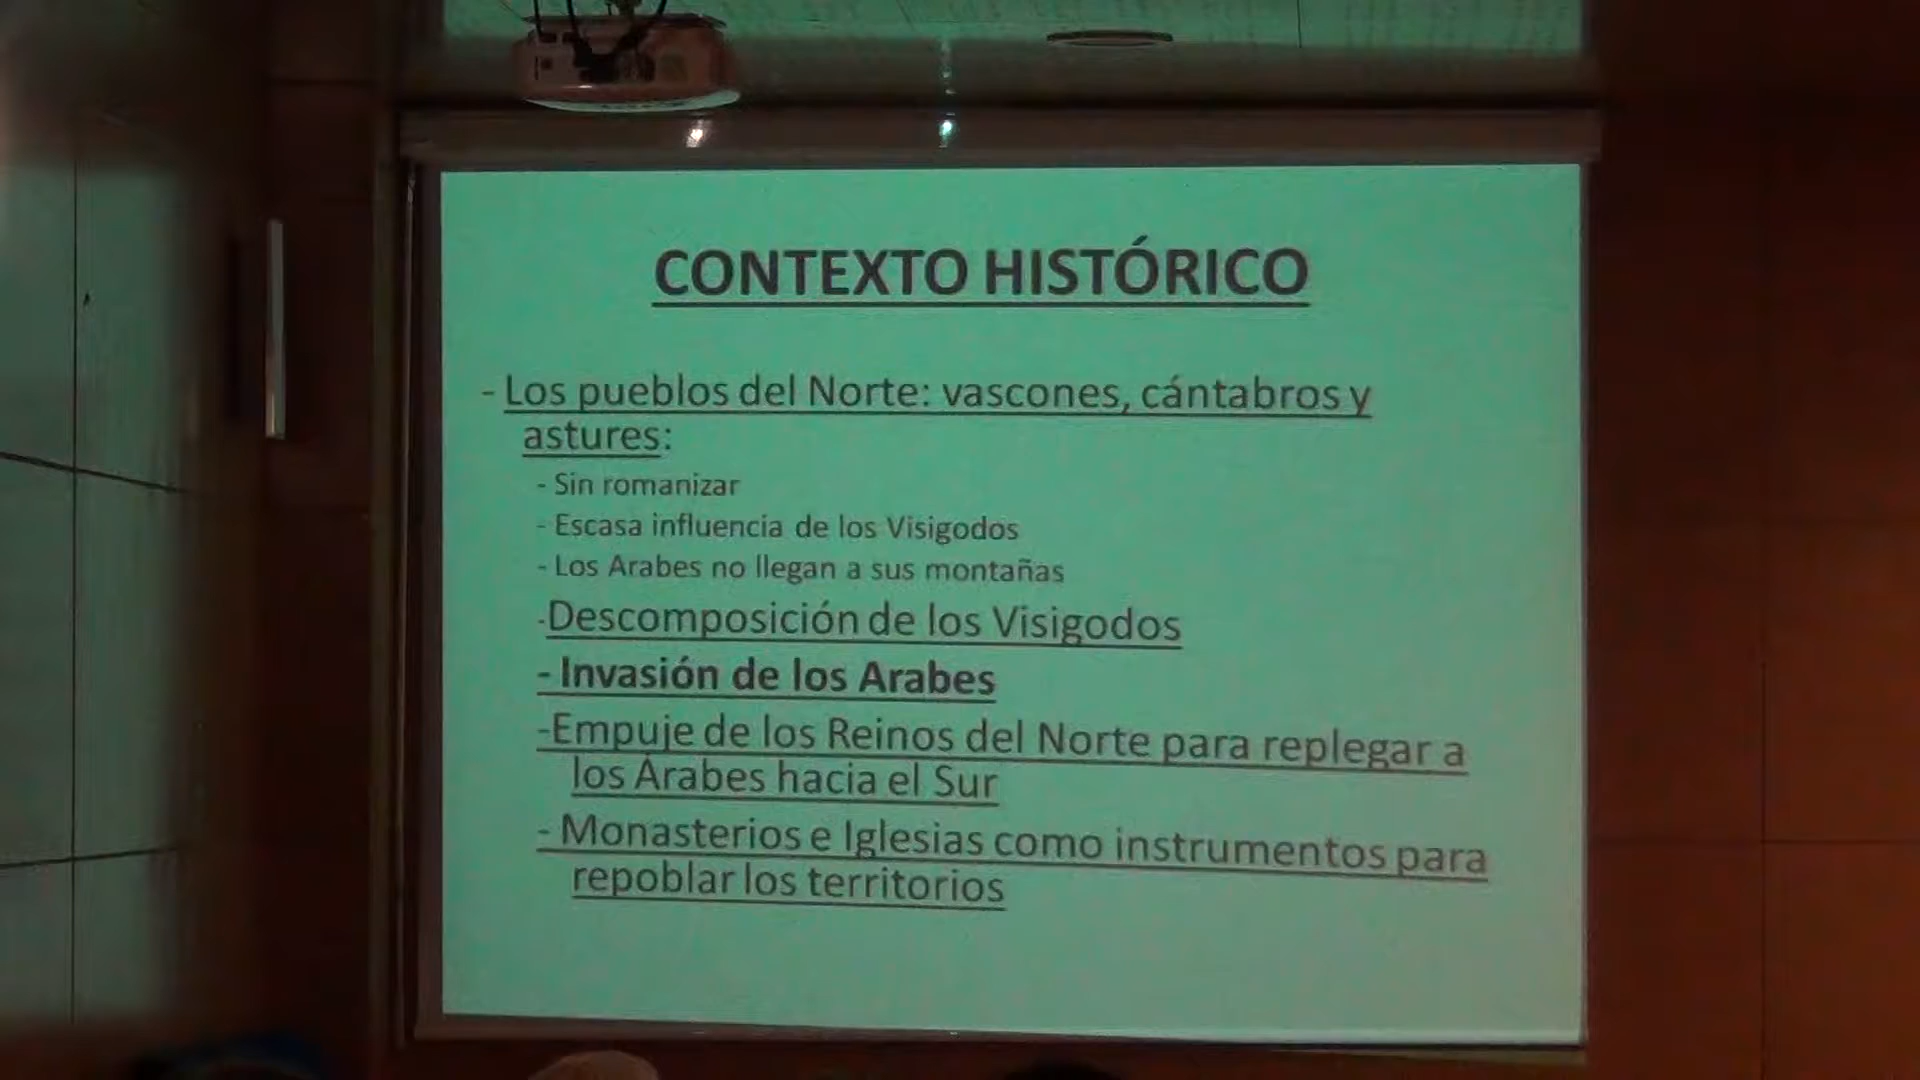 CONTEXTO HISTÓRICO
- Los pueblos del Norte: vascones, cántabros y
astures:
- Sin romanizar
- Escasa influencia de los Visigodos
- Los Arabes no llegan a sus montañas
-Descomposición de los Visigodos
- Invasión de los Arabes
-Empuje de los Reinos del Norte para replegar a
los Árabes hacia el Sur
- Monasterios e Iglesias como instrumentos para
repoblar los territorios